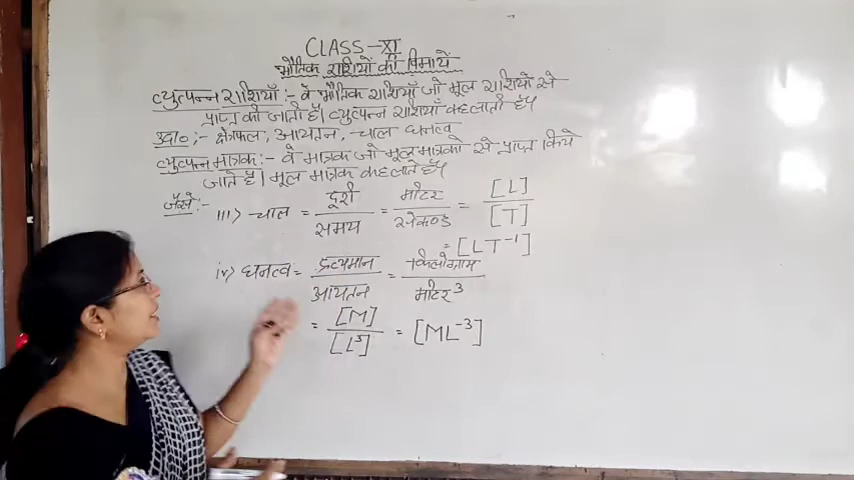 CLASS-XI
भौतिक राशियों की विमायें
व्युत्पन्न राशियाँ :- वे भौतिक राशियाँ जो मूल राशियों से
प्राप्त की जाती हैं। व्युत्पन्न राशियाँ कहलाती हैं।
उदा० :- क्षेत्रफल, आयतन, चाल घनत्व
व्युत्पन्न मात्रक :- वे मात्रक जो मूल मात्रकों से प्राप्त किये
जाते हैं। मूल मात्रक कहलाते हैं।
जैसे :- iii) चाल = दूरी / समय = मीटर / सेकण्ड = [L] / [T]
= [LT⁻¹]
iv) घनत्व = द्रव्यमान / आयतन = किलोग्राम / मीटर³
= [M] / [L³] = [ML⁻³]